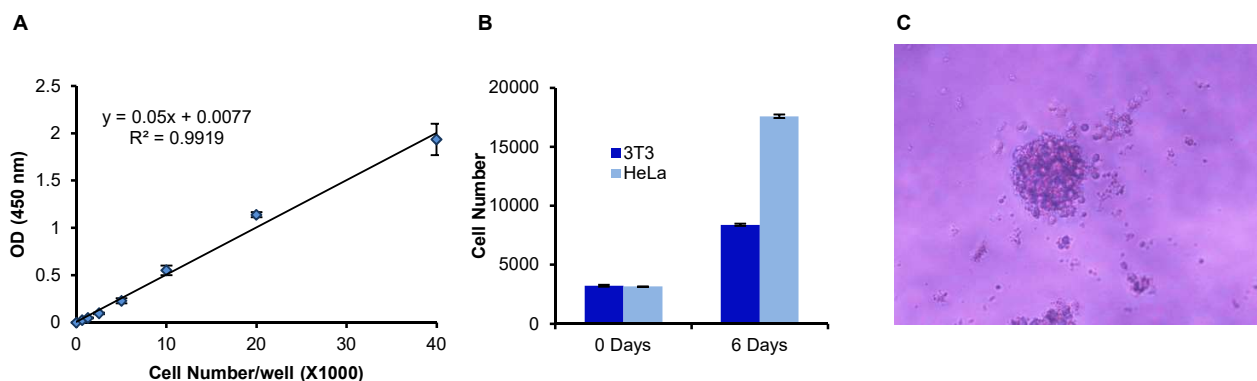 A
OD (450 nm)
2.5
2
1.5
1
0.5
0
y = 0.05x + 0.0077
R² = 0.9919
0 10 20 40
Cell Number/well (X1000)
B
Cell Number
20000
15000
10000
5000
0
3T3
HeLa
0 Days 6 Days
C